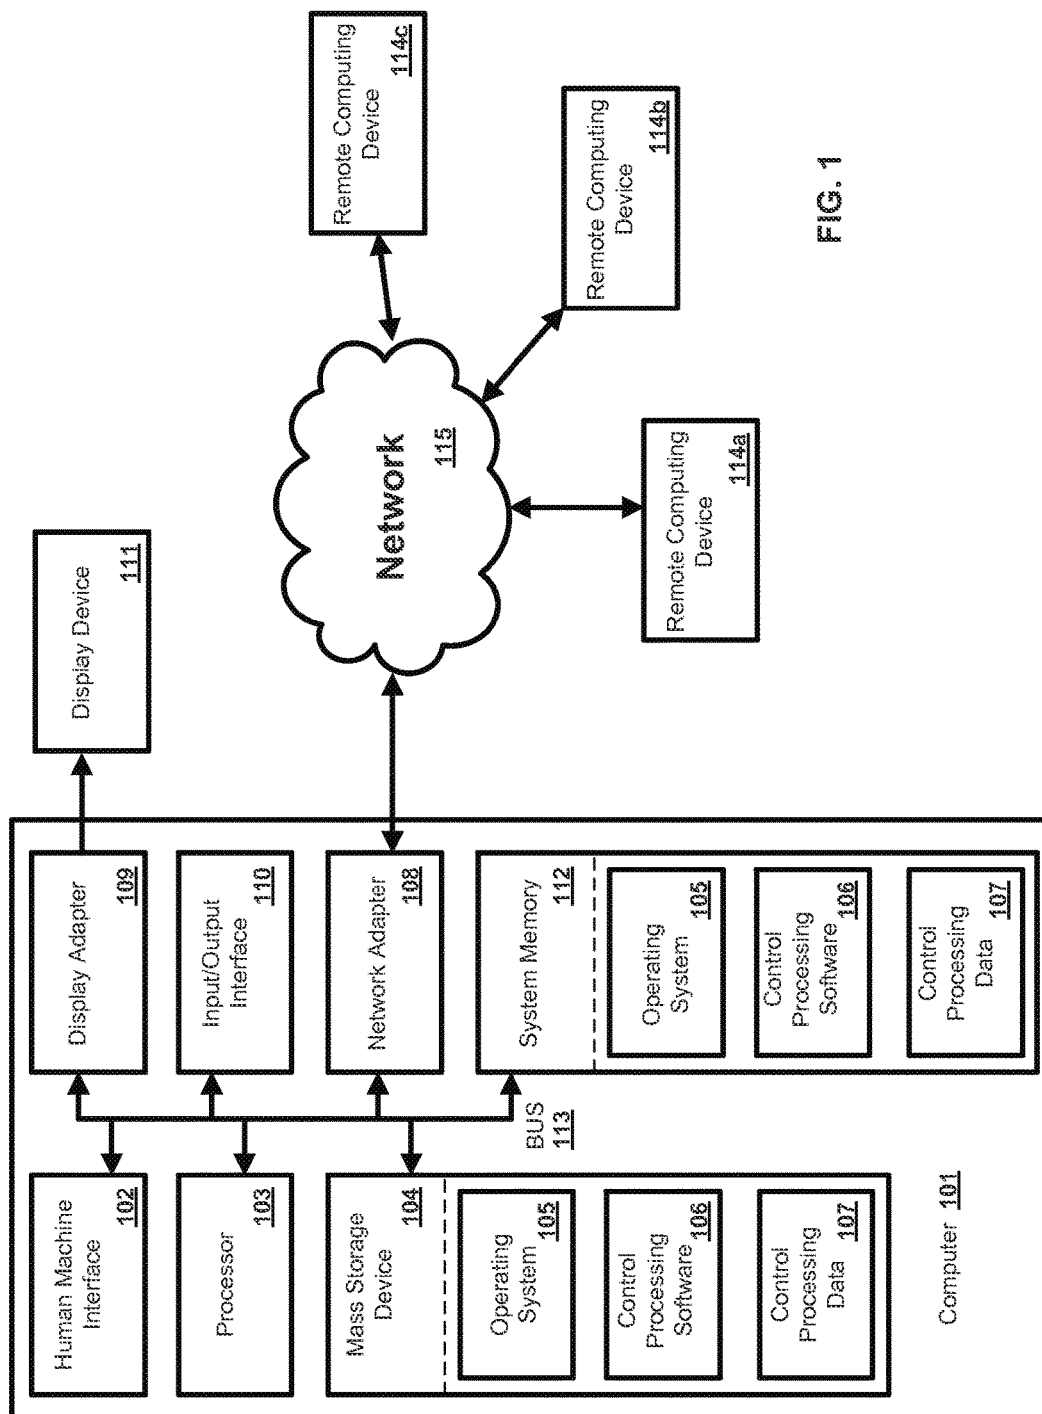 Human Machine
Interface
102
Processor
103
Mass Storage
Device
104
Operating
System
105
Control
Processing
Software
106
Control
Processing
Data
107
Computer 101
BUS
113
Display Adapter
109
Input/Output
Interface
110
Network Adapter
108
System Memory
112
Operating
System
105
Control
Processing
Software
106
Control
Processing
Data
107
Display Device
111
Network
115
Remote Computing
Device
114a
Remote Computing
Device
114b
Remote Computing
Device
114c
FIG. 1